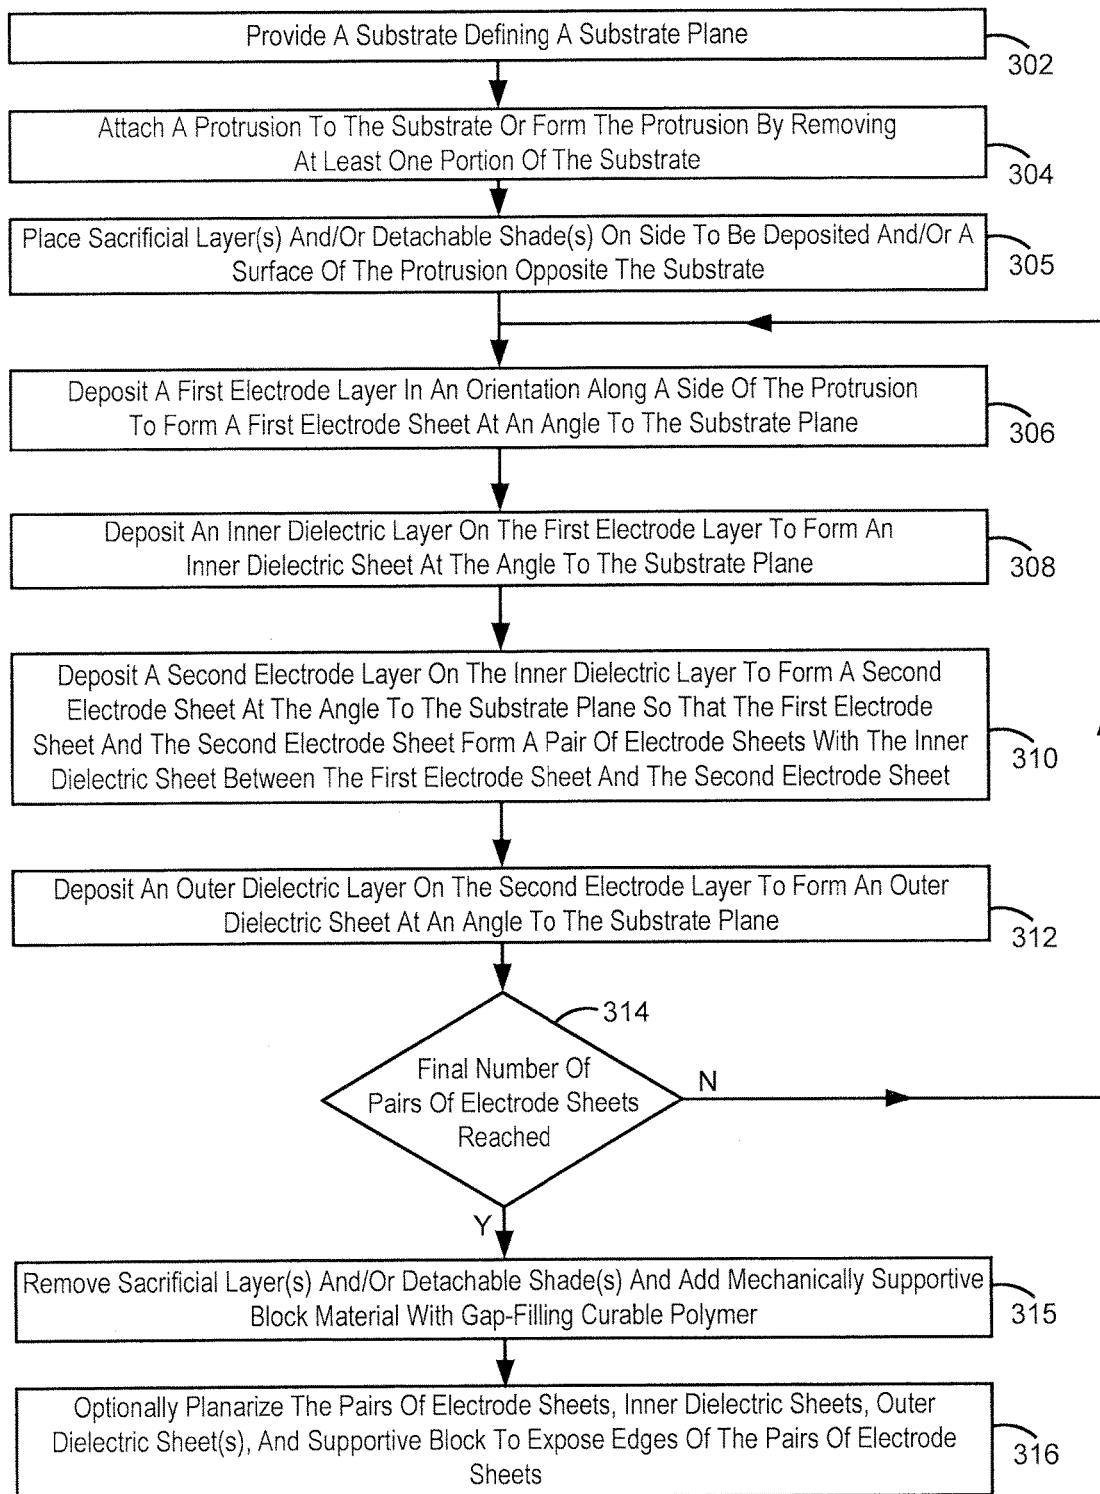 Provide A Substrate Defining A Substrate Plane
302
Attach A Protrusion To The Substrate Or Form The Protrusion By Removing
At Least One Portion Of The Substrate
304
Place Sacrificial Layer(s) And/Or Detachable Shade(s) On Side To Be Deposited And/Or A
Surface Of The Protrusion Opposite The Substrate
305
Deposit A First Electrode Layer In An Orientation Along A Side Of The Protrusion
To Form A First Electrode Sheet At An Angle To The Substrate Plane
306
Deposit An Inner Dielectric Layer On The First Electrode Layer To Form An
Inner Dielectric Sheet At The Angle To The Substrate Plane
308
Deposit A Second Electrode Layer On The Inner Dielectric Layer To Form A Second
Electrode Sheet At The Angle To The Substrate Plane So That The First Electrode
Sheet And The Second Electrode Sheet Form A Pair Of Electrode Sheets With The Inner
Dielectric Sheet Between The First Electrode Sheet And The Second Electrode Sheet
310
Deposit An Outer Dielectric Layer On The Second Electrode Layer To Form An Outer
Dielectric Sheet At An Angle To The Substrate Plane
312
314
Final Number Of
Pairs Of Electrode Sheets
Reached
N
Y
Remove Sacrificial Layer(s) And/Or Detachable Shade(s) And Add Mechanically Supportive
Block Material With Gap-Filling Curable Polymer
315
Optionally Planarize The Pairs Of Electrode Sheets, Inner Dielectric Sheets, Outer
Dielectric Sheet(s), And Supportive Block To Expose Edges Of The Pairs Of Electrode
Sheets
316